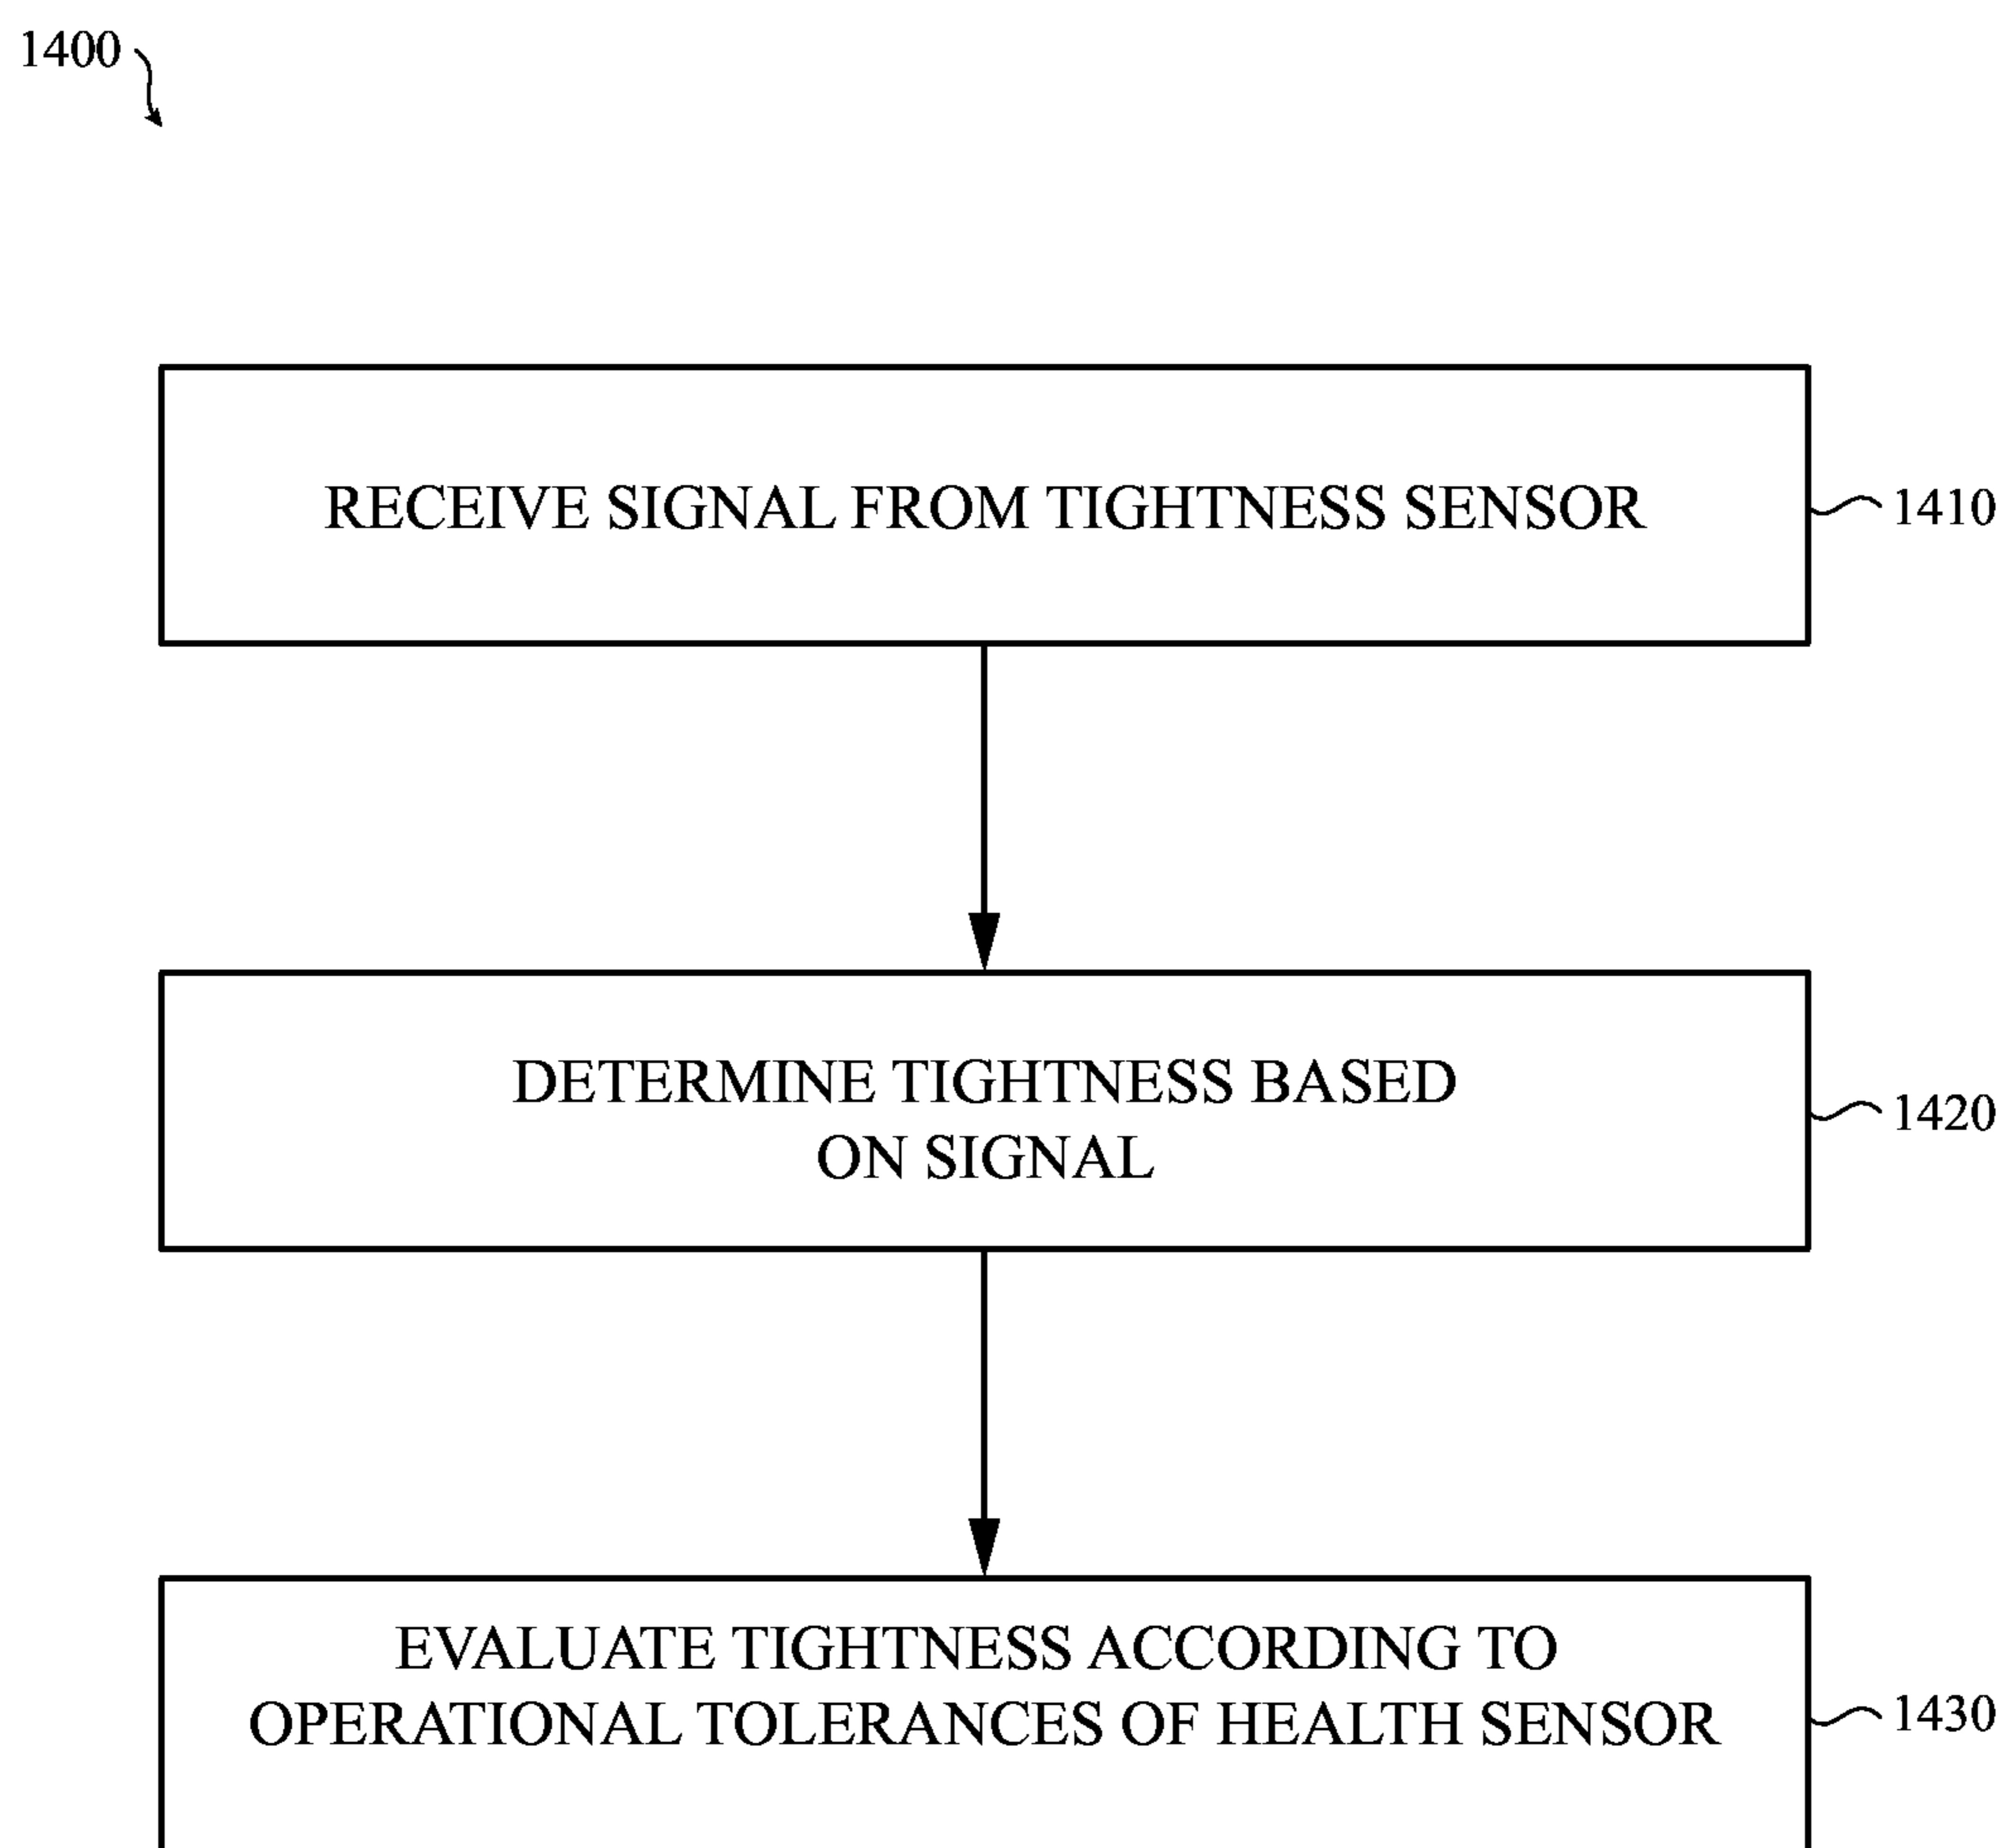 1400
RECEIVE SIGNAL FROM TIGHTNESS SENSOR
1410
DETERMINE TIGHTNESS BASED
ON SIGNAL
1420
EVALUATE TIGHTNESS ACCORDING TO
OPERATIONAL TOLERANCES OF HEALTH SENSOR
1430